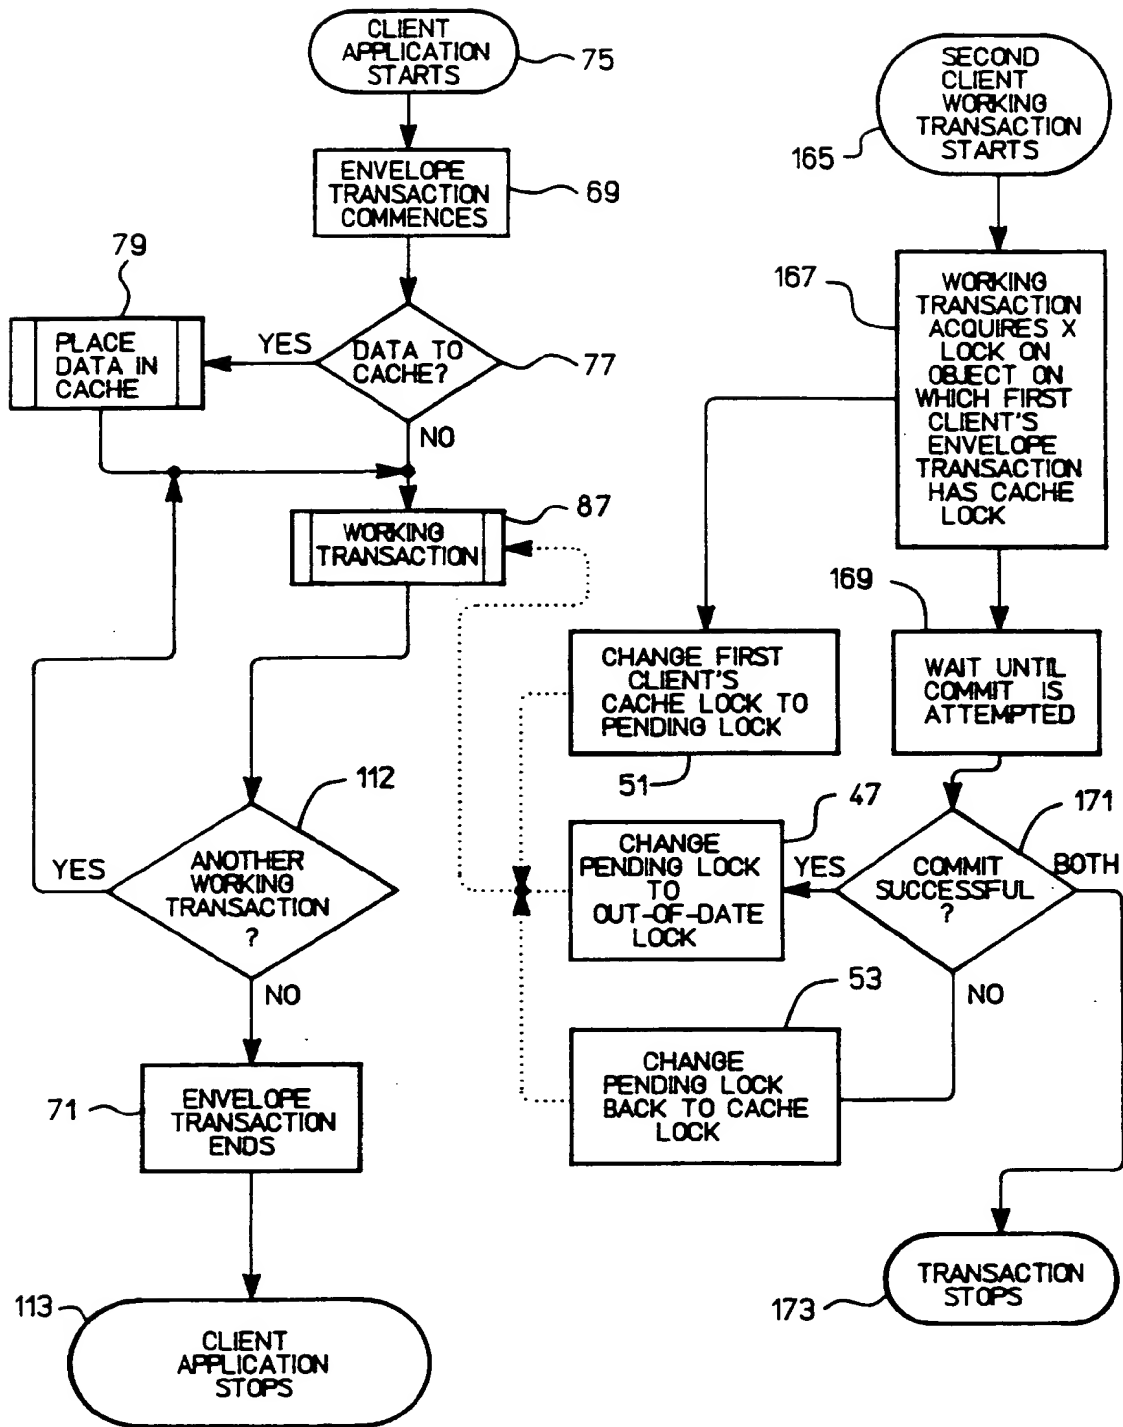 CLIENT
APPLICATION
STARTS
75
ENVELOPE
TRANSACTION
COMMENCES
69
79
PLACE
DATA IN
CACHE
YES
DATA TO
CACHE?
77
NO
WORKING
TRANSACTION
87
112
YES
ANOTHER
WORKING
TRANSACTION
?
NO
71
ENVELOPE
TRANSACTION
ENDS
113
CLIENT
APPLICATION
STOPS
SECOND
CLIENT
WORKING
TRANSACTION
STARTS
165
167
WORKING
TRANSACTION
ACQUIRES X
LOCK ON
OBJECT ON
WHICH FIRST
CLIENT'S
ENVELOPE
TRANSACTION
HAS CACHE
LOCK
169
WAIT UNTIL
COMMIT IS
ATTEMPTED
CHANGE FIRST
CLIENT'S
CACHE LOCK TO
PENDING LOCK
51
47
CHANGE
PENDING LOCK
TO
OUT-OF-DATE
LOCK
YES
COMMIT
SUCCESSFUL
?
171
BOTH
NO
53
CHANGE
PENDING LOCK
BACK TO CACHE
LOCK
TRANSACTION
STOPS
173